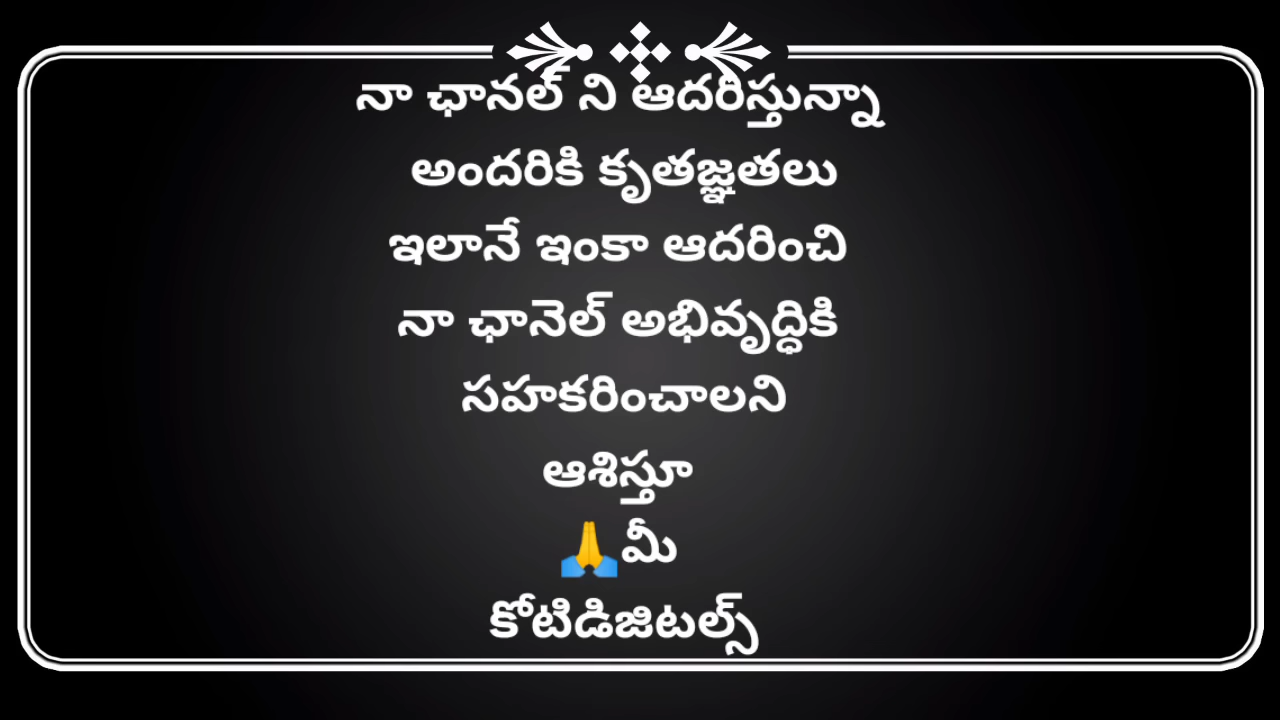 నా ఛానల్ ని ఆదరిస్తున్నా
అందరికి కృతజ్ఞతలు
ఇలానే ఇంకా ఆదరించి
నా ఛానెల్ అభివృద్ధికి
సహకరించాలని
ఆశిస్తూ
🙏మీ
కోటిడిజిటల్స్